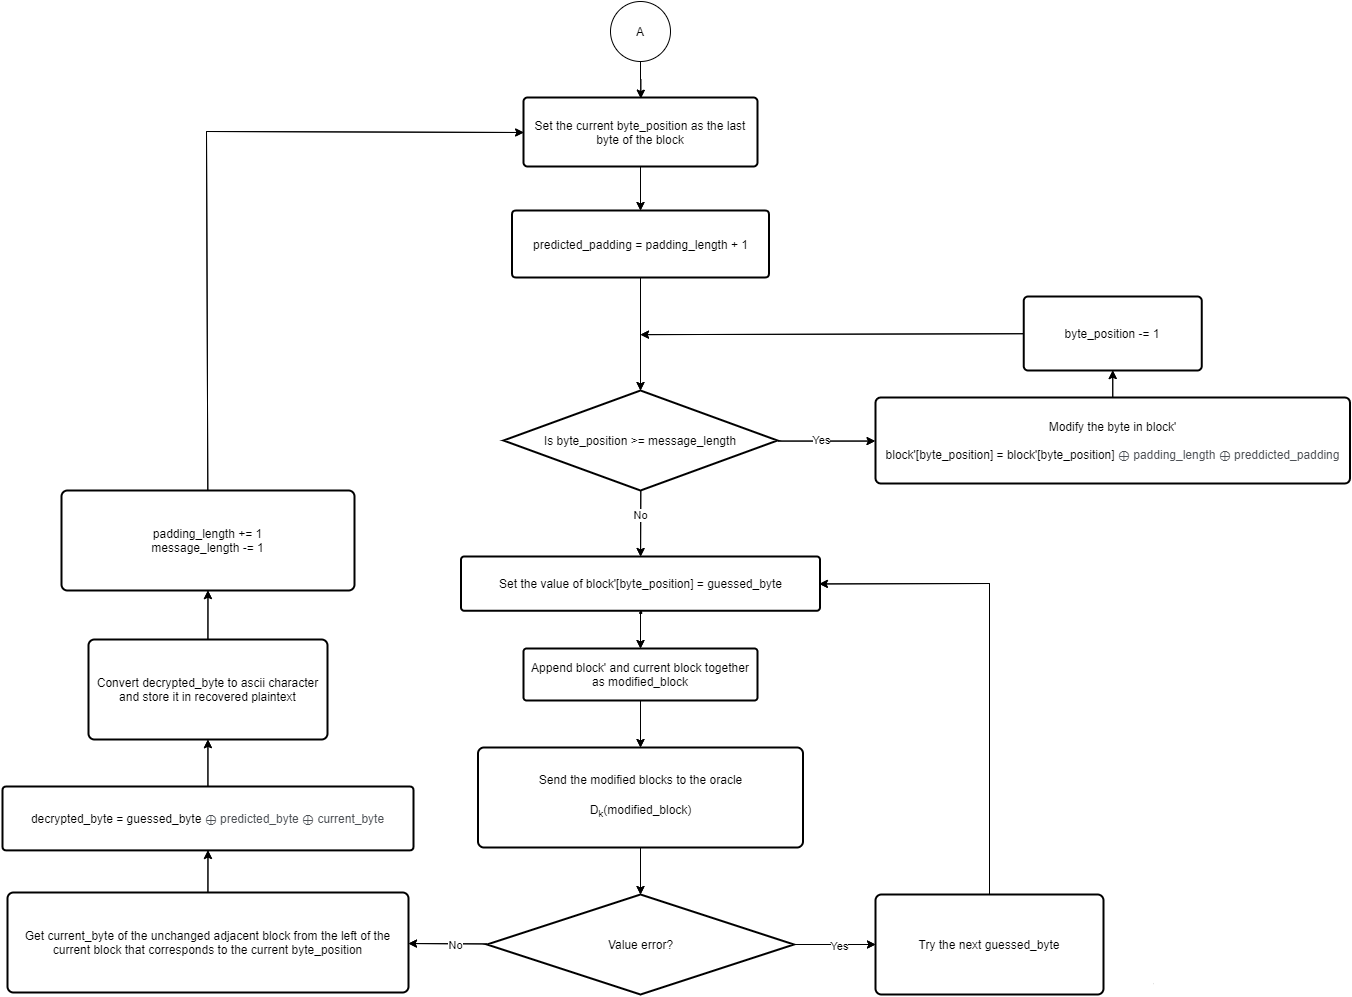 A
Set the current byte_position as the last
byte of the block
predicted_padding = padding_length + 1
byte_position -= 1
Is byte_position >= message_length
Yes
Modify the byte in block'
block'[byte_position] = block'[byte_position] ⊕ padding_length ⊕ preddicted_padding
No
padding_length += 1
message_length -= 1
Set the value of block'[byte_position] = guessed_byte
Append block' and current block together
as modified_block
Convert decrypted_byte to ascii character
and store it in recovered plaintext
Send the modified blocks to the oracle
Dk(modified_block)
decrypted_byte = guessed_byte ⊕ predicted_byte ⊕ current_byte
Get current_byte of the unchanged adjacent block from the left of the
current block that corresponds to the current byte_position
No
Value error?
Yes
Try the next guessed_byte